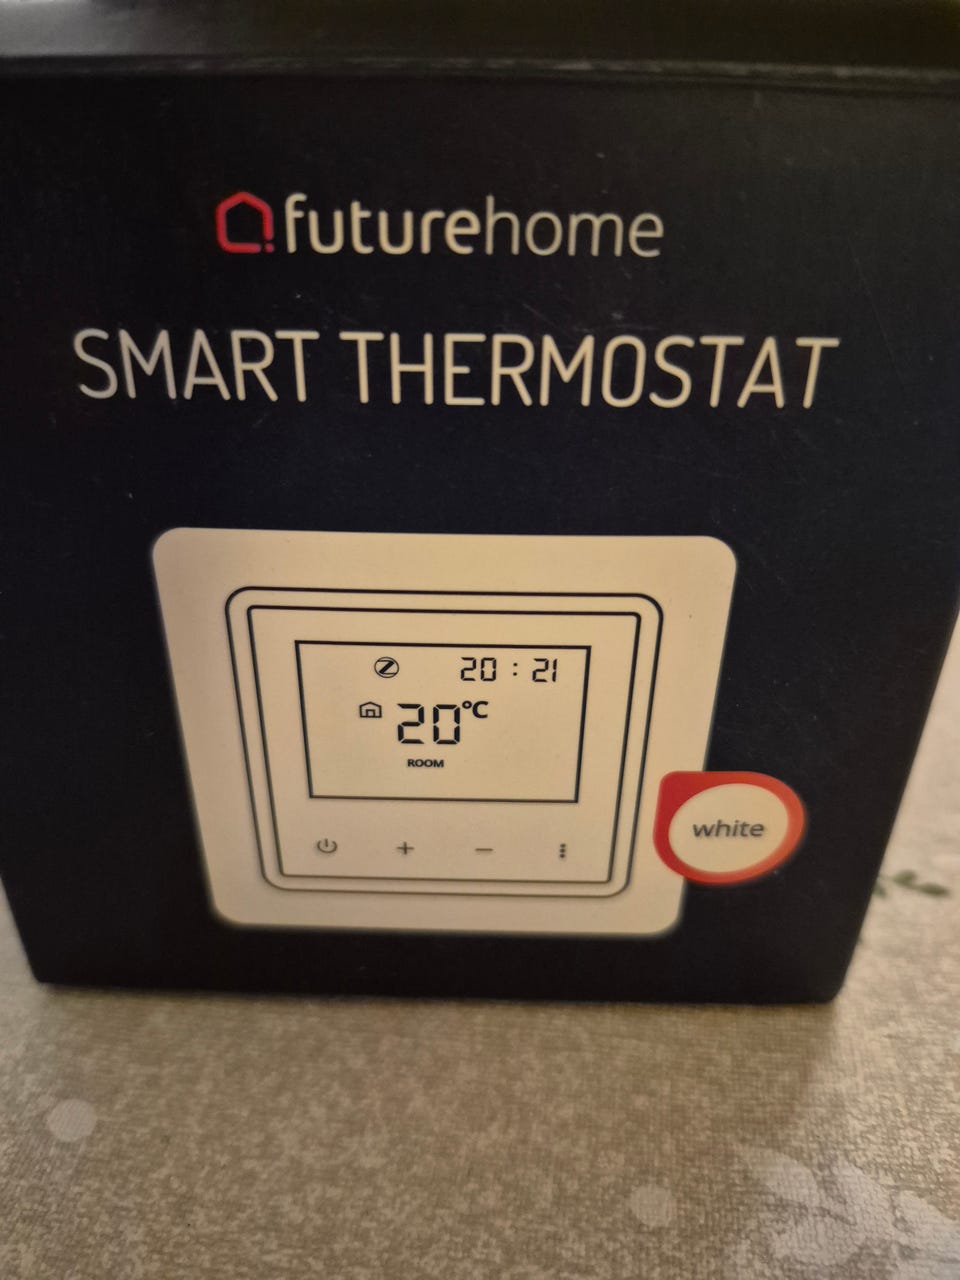 futurehome
SMART THERMOSTAT
20 : 21
20°C
ROOM
white